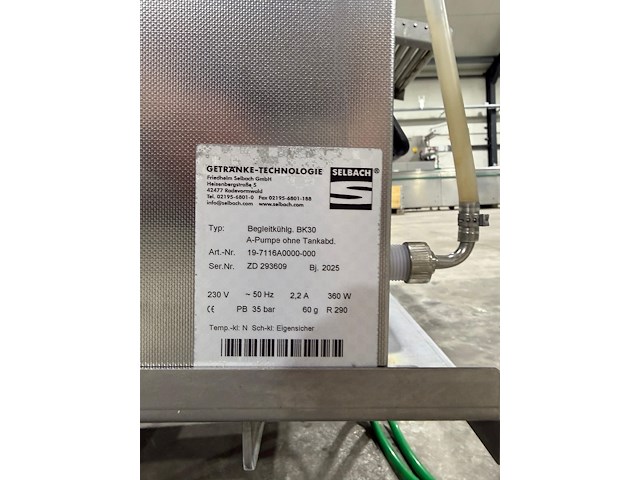 GETRÄNKE-TECHNOLOGIE
Friedhelm Selbach GmbH
Heisenbergstraße 5
42477 Radevormwald
Tel. 02195-6801-0 Fax 02195-6801-188
info@selbach.com www.selbach.com
SELBACH®
S
Typ: Begleitkühlg. BK30
A-Pumpe ohne Tankabd.
Art.-Nr. 19-7116A0000-000
Ser.Nr. ZD 293609 Bj. 2025
230 V ~ 50 Hz 2,2 A 360 W
CE PB 35 bar 60 g R 290
Temp.-kl: N Sch-kl: Eigensicher